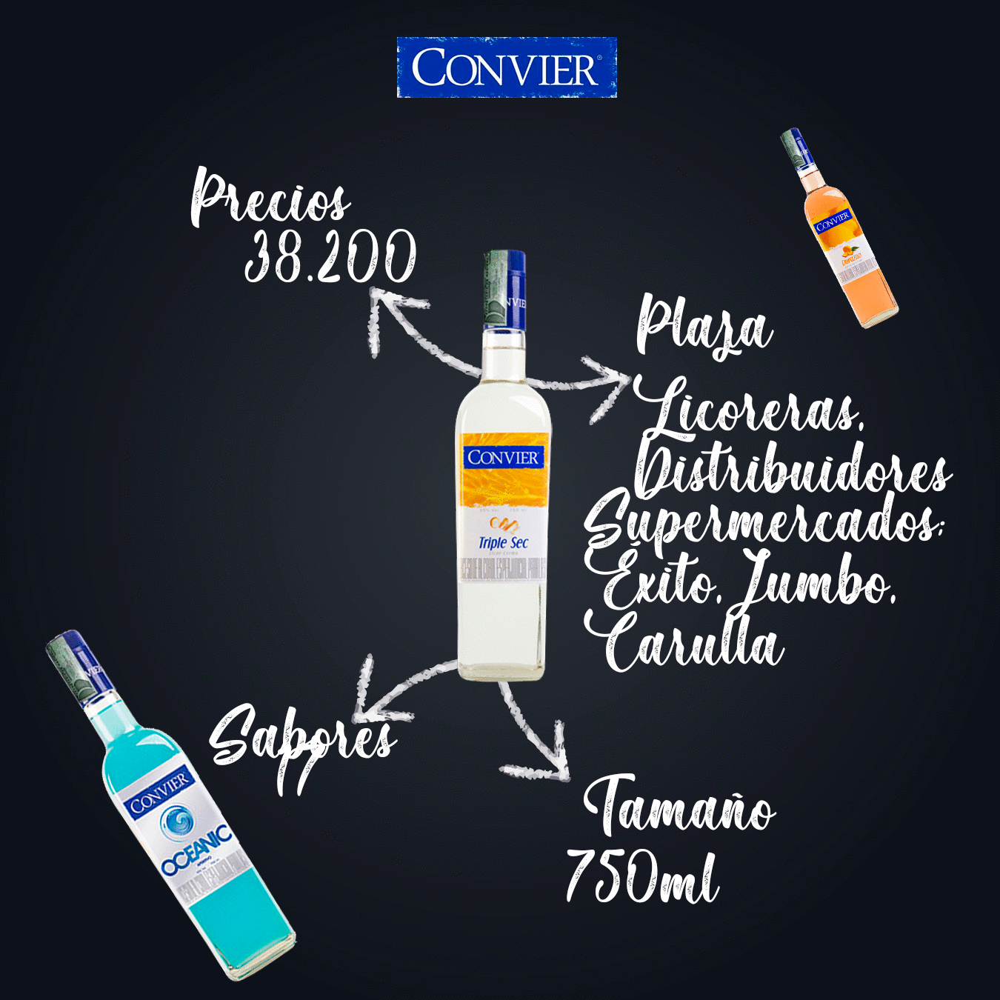 CONVIER®
Precios
38.200
Plaza
Licoreras,
Distribuidores
Supermercados:
Éxito, Jumbo,
Carulla
Sabores
Tamaño
750ml
CONVIER
Triple Sec
CONVIER
Durazno
CONVIER
OCEANIC